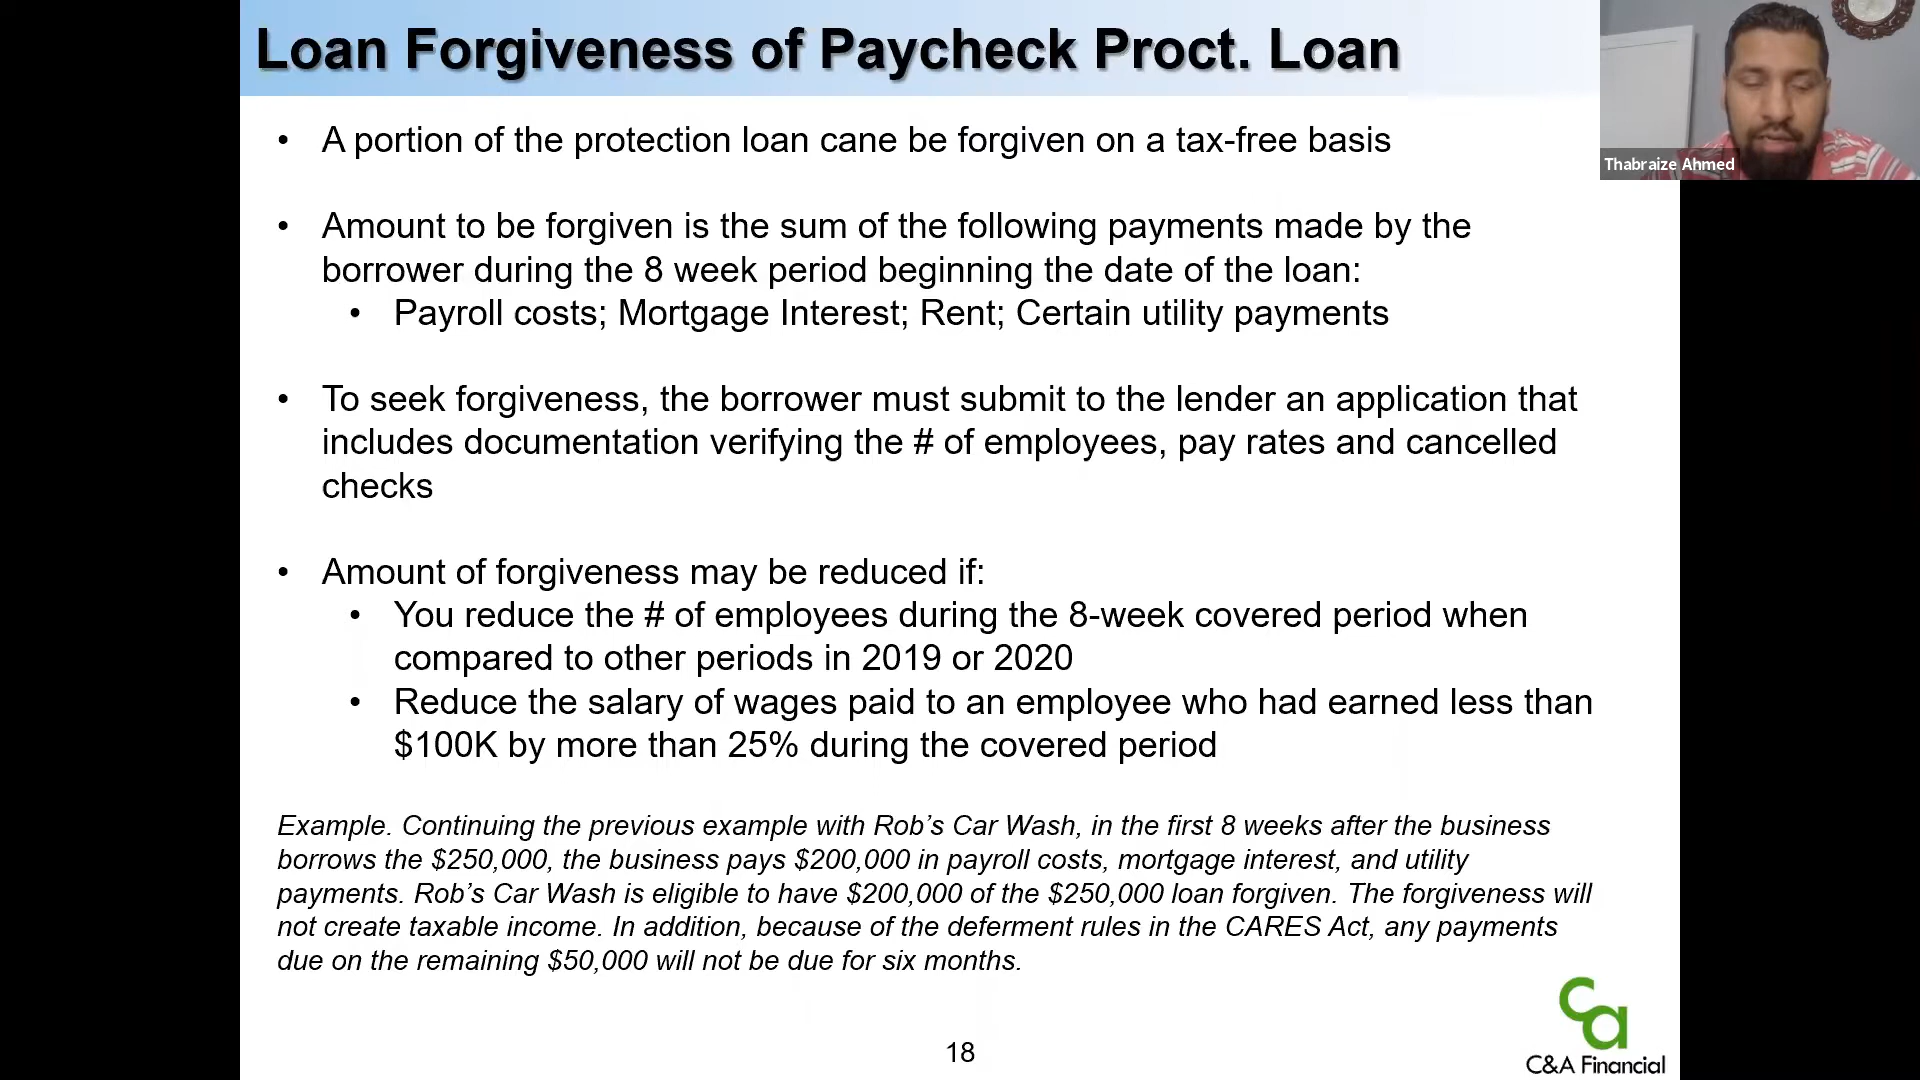 Loan Forgiveness of Paycheck Proct. Loan
Thabraize Ahmed
• A portion of the protection loan cane be forgiven on a tax-free basis
• Amount to be forgiven is the sum of the following payments made by the
borrower during the 8 week period beginning the date of the loan:
• Payroll costs; Mortgage Interest; Rent; Certain utility payments
• To seek forgiveness, the borrower must submit to the lender an application that
includes documentation verifying the # of employees, pay rates and cancelled
checks
• Amount of forgiveness may be reduced if:
• You reduce the # of employees during the 8-week covered period when
compared to other periods in 2019 or 2020
• Reduce the salary of wages paid to an employee who had earned less than
$100K by more than 25% during the covered period
Example. Continuing the previous example with Rob’s Car Wash, in the first 8 weeks after the business
borrows the $250,000, the business pays $200,000 in payroll costs, mortgage interest, and utility
payments. Rob’s Car Wash is eligible to have $200,000 of the $250,000 loan forgiven. The forgiveness will
not create taxable income. In addition, because of the deferment rules in the CARES Act, any payments
due on the remaining $50,000 will not be due for six months.
ca
C&A Financial
18